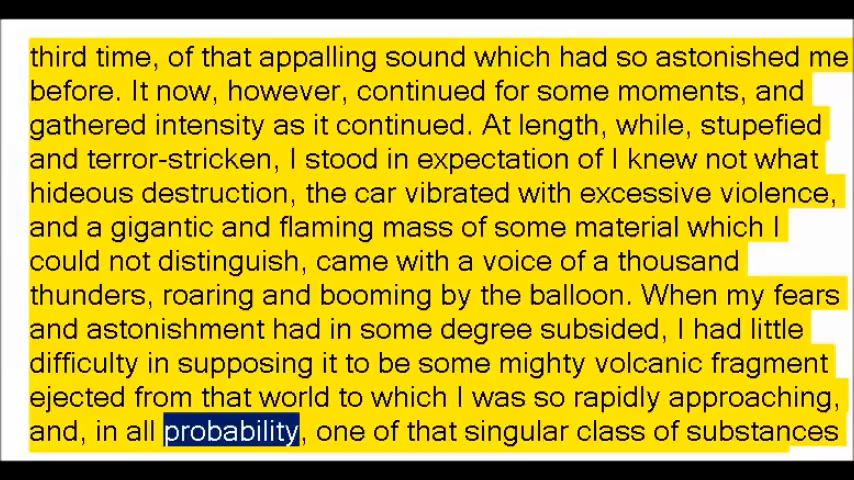 third time, of that appalling sound which had so astonished me
before. It now, however, continued for some moments, and
gathered intensity as it continued. At length, while, stupefied
and terror-stricken, I stood in expectation of I knew not what
hideous destruction, the car vibrated with excessive violence,
and a gigantic and flaming mass of some material which I
could not distinguish, came with a voice of a thousand
thunders, roaring and booming by the balloon. When my fears
and astonishment had in some degree subsided, I had little
difficulty in supposing it to be some mighty volcanic fragment
ejected from that world to which I was so rapidly approaching,
and, in all probability, one of that singular class of substances